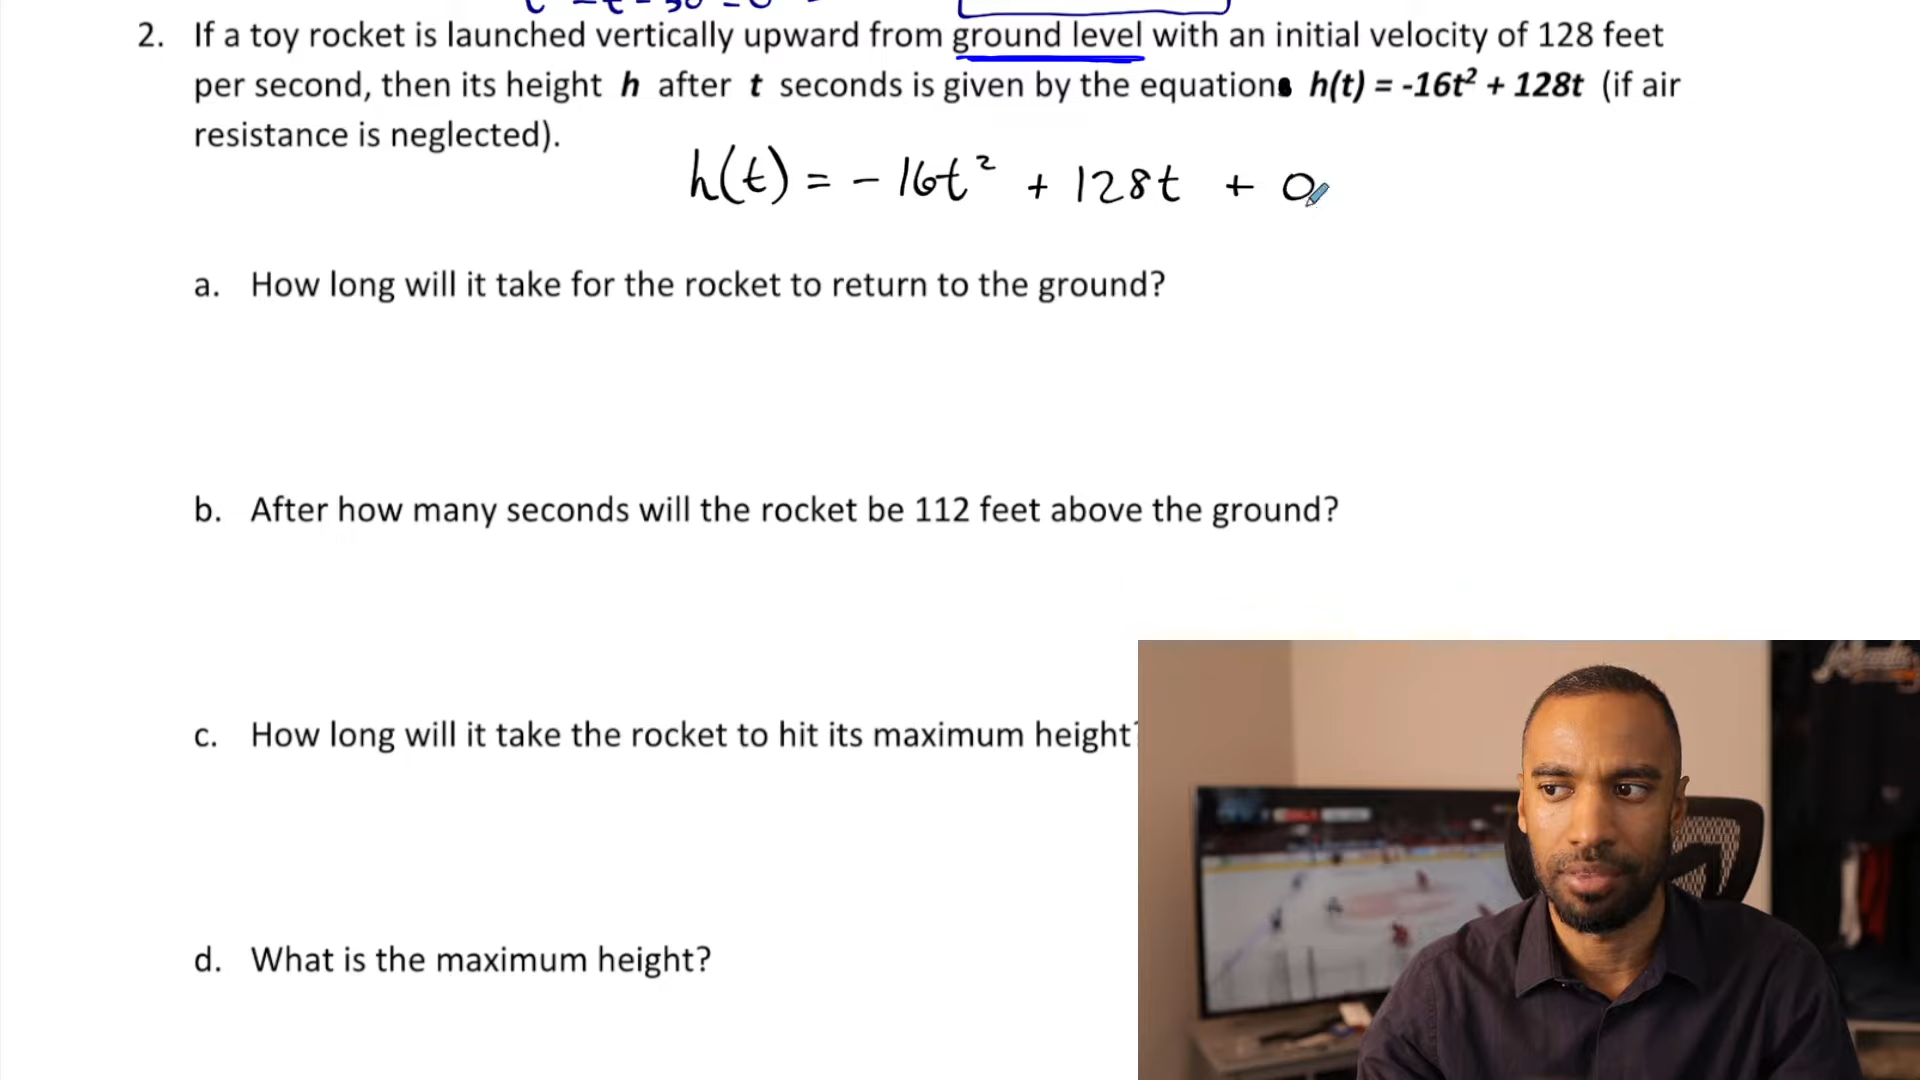 2. If a toy rocket is launched vertically upward from ground level with an initial velocity of 128 feet
per second, then its height h after t seconds is given by the equation h(t) = -16t² + 128t (if air
resistance is neglected).
h(t) = - 16t² + 128t + 0
a. How long will it take for the rocket to return to the ground?
b. After how many seconds will the rocket be 112 feet above the ground?
c. How long will it take the rocket to hit its maximum height?
d. What is the maximum height?